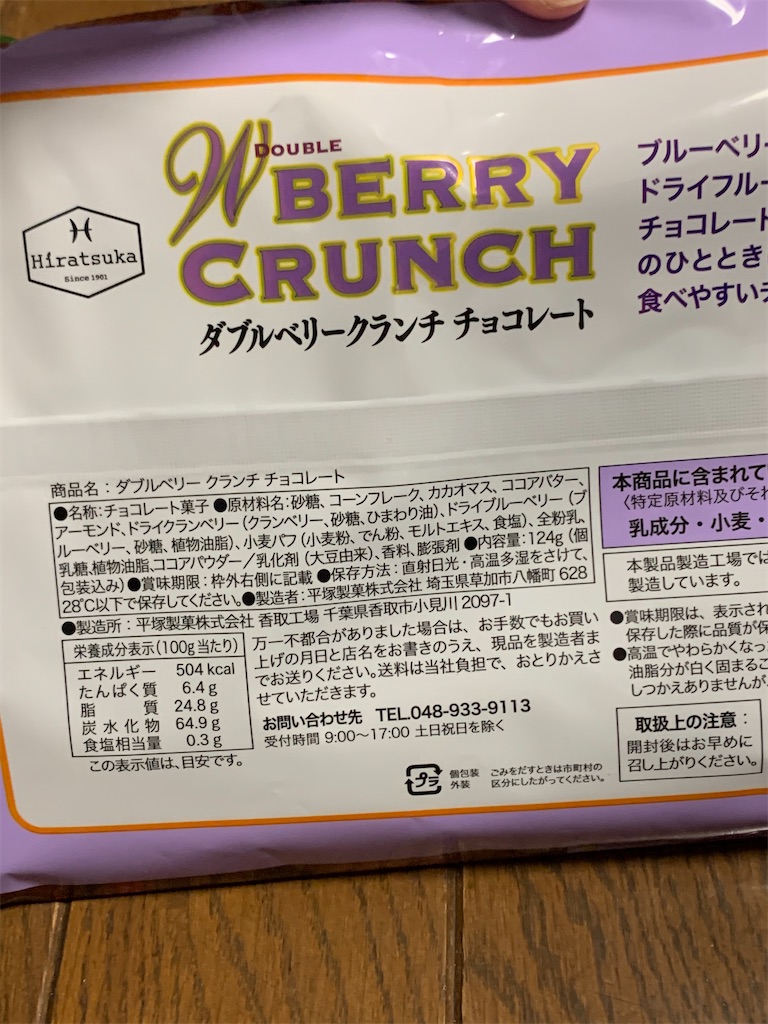 DOUBLE
W BERRY
CRUNCH
ダブルベリークランチ チョコレート
Hiratsuka
Since 1901
ブルーベリー
ドライフルー
チョコレート
のひととき
食べやすい
商品名：ダブルベリー クランチ チョコレート
●名称:チョコレート菓子 ●原材料名:砂糖、コーンフレーク、カカオマス、ココアバター、
アーモンド、ドライクランベリー（クランベリー、砂糖、ひまわり油）、ドライブルーベリー（ブ
ルーベリー、砂糖、植物油脂）、小麦パフ（小麦粉、でん粉、モルトエキス、食塩）、全粉乳、
乳糖、植物油脂、ココアパウダー／乳化剤（大豆由来）、香料、膨張剤 ●内容量:124g（個
包装込み）●賞味期限：枠外右側に記載 ●保存方法：直射日光・高温多湿をさけて、
28℃以下で保存してください。●製造者：平塚製菓株式会社 埼玉県草加市八幡町 628
●製造所：平塚製菓株式会社 香取工場 千葉県香取市小見川 2097-1
栄養成分表示（100g当たり）
エネルギー 504 kcal
たんぱく質 6.4 g
脂質 24.8 g
炭水化物 64.9 g
食塩相当量 0.3 g
この表示値は、目安です。
万一不都合がありました場合は、お手数でもお買い
上げの月日と店名をお書きのうえ、現品を製造者ま
でお送りください。送料は当社負担で、おとりかえさ
せていただきます。
お問い合わせ先 TEL.048-933-9113
受付時間 9:00〜17:00 土日祝日を除く
プラ
個包装
外装
ごみをだすときは市町村の
区分にしたがってください。
本商品に含まれて
〈特定原材料及びそれ
乳成分・小麦・
本製品製造工場では
製造しています。
●賞味期限は、表示され
保存した際に品質が保
●高温でやわらかくなっ
油脂分が白く固まるこ
しつかえありませんが、
取扱上の注意：
開封後はお早めに
召し上がりください。